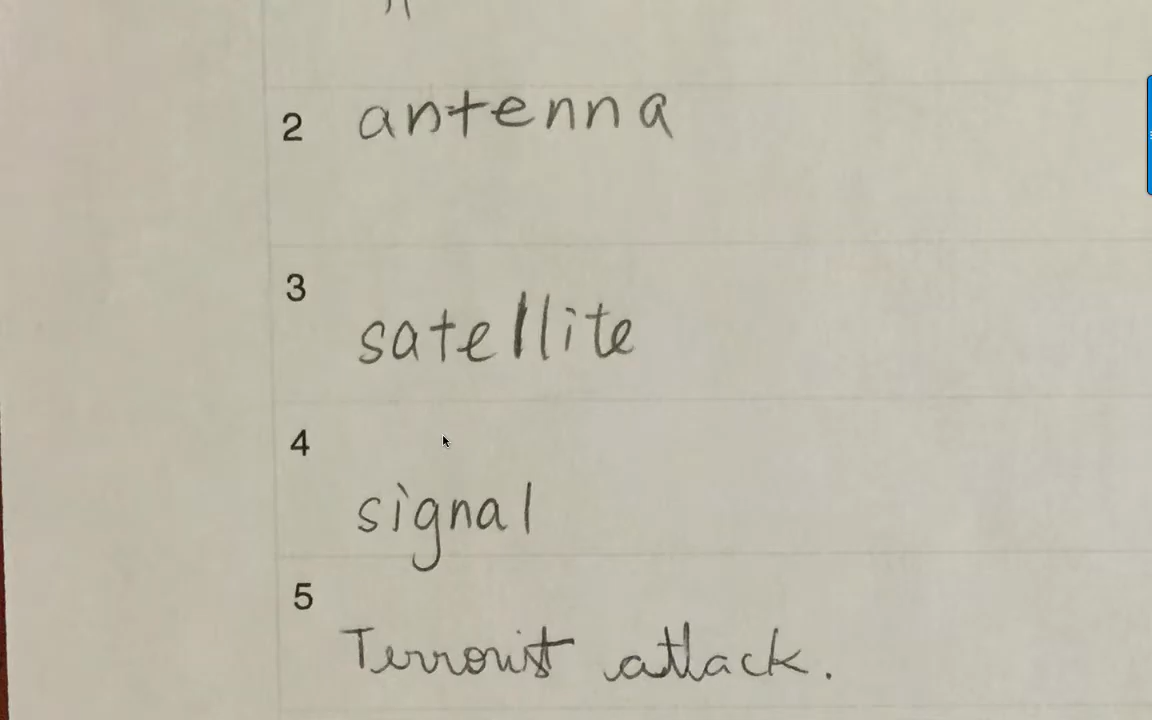 2 antenna
3 satellite
4 signal
5 Terrorist attack.